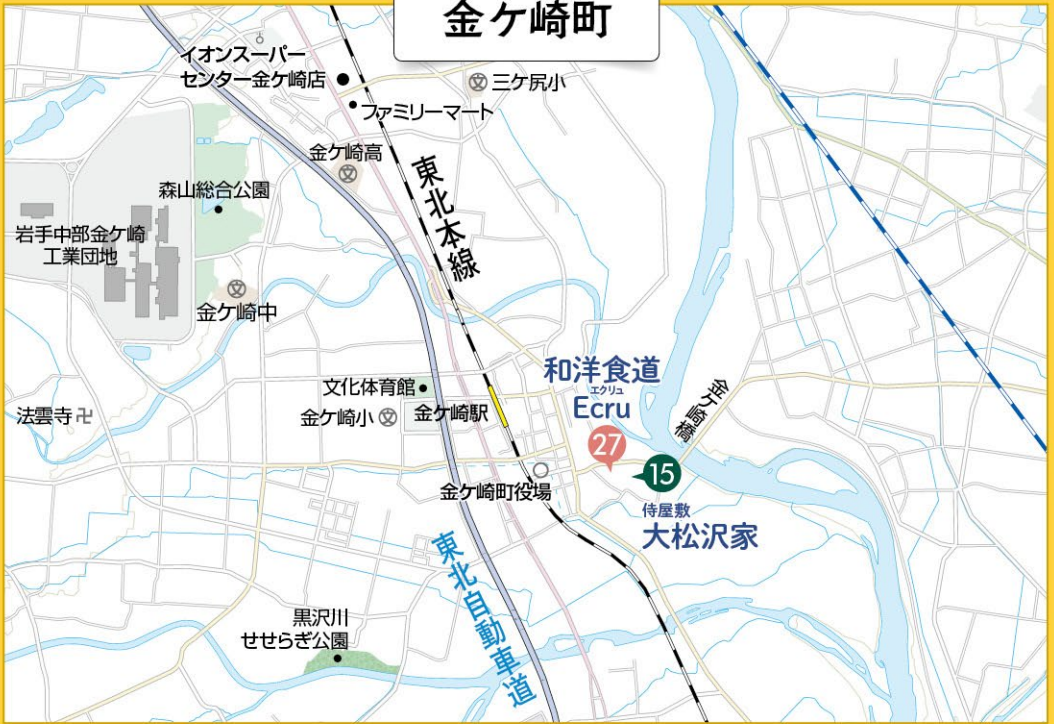 金ケ崎町
イオンスーパー
センター金ケ崎店
三ケ尻小
ファミリーマート
金ケ崎高
東北本線
森山総合公園
岩手中部金ケ崎
工業団地
金ケ崎中
和洋食道
エクリュ
Ecru
27
文化体育館
金ケ崎小
金ケ崎駅
金ケ崎橋
法雲寺
15
金ケ崎町役場
侍屋敷
大松沢家
東北自動車道
黒沢川
せせらぎ公園